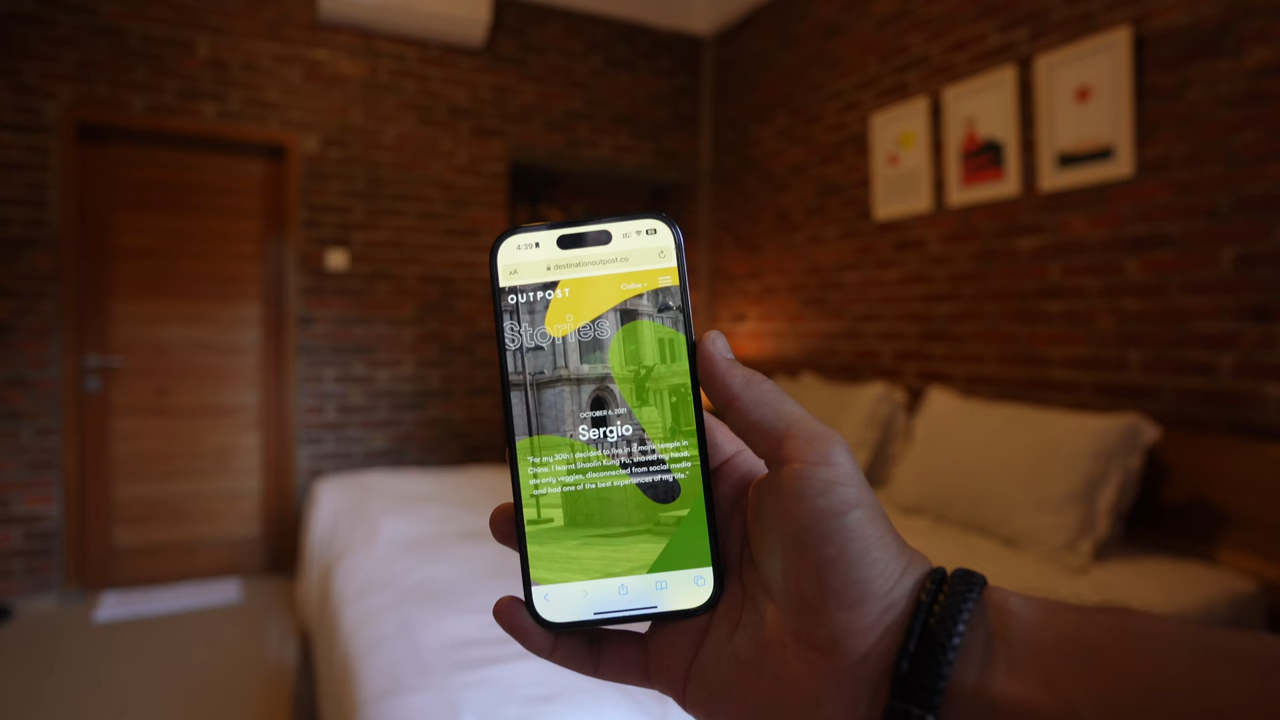 4:39
AA destinationoutpost.co
OUTPOST
Stories
OCTOBER 6, 2021
Sergio
"For my 30th I decided to live in a monk temple in
China. I learnt Shaolin Kung Fu, shaved my head,
ate only veggies, disconnected from social media
and had one of the best experiences of my life."